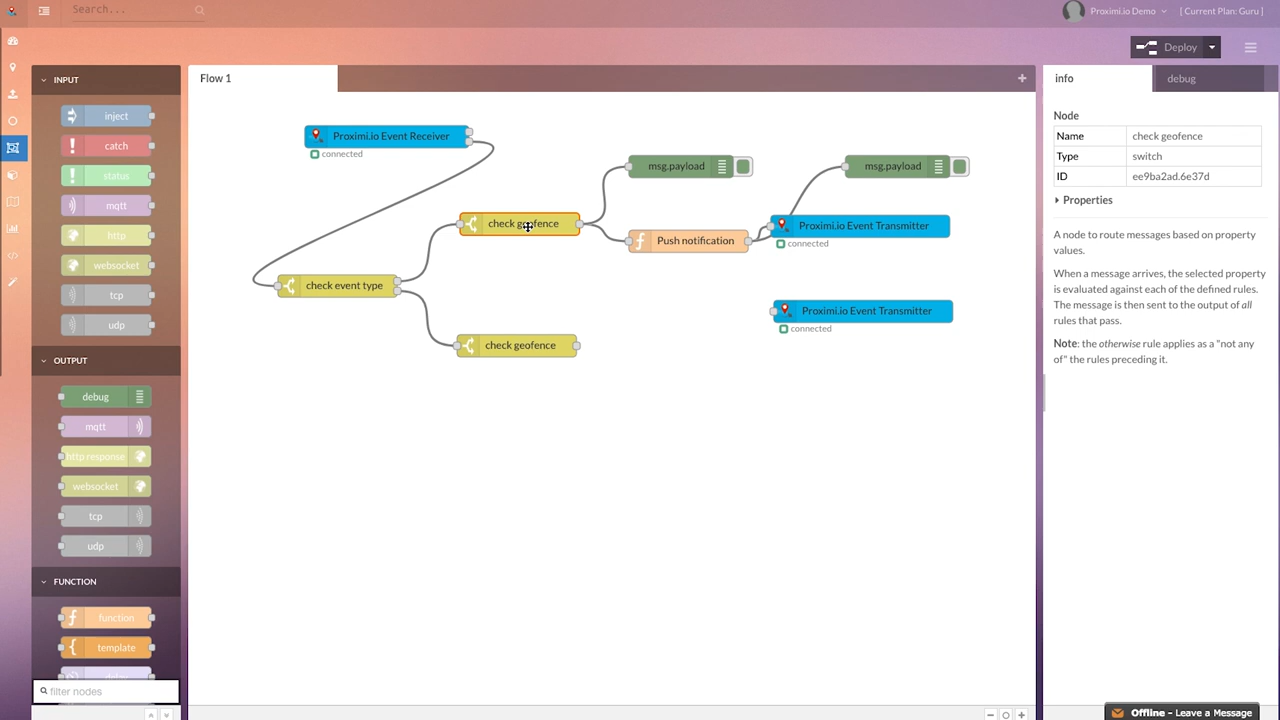 Search...
Proximi.io Demo
[ Current Plan: Guru ]
Deploy
INPUT
inject
catch
status
mqtt
http
websocket
tcp
udp
OUTPUT
debug
mqtt
http response
websocket
tcp
udp
FUNCTION
function
template
delay
filter nodes
Flow 1
Proximi.io Event Receiver
connected
msg.payload
msg.payload
check geofence
Push notification
Proximi.io Event Transmitter
connected
check event type
Proximi.io Event Transmitter
connected
check geofence
info
debug
Node
Name check geofence
Type switch
ID ee9ba2ad.6e37d
Properties
A node to route messages based on property
values.
When a message arrives, the selected property
is evaluated against each of the defined rules.
The message is then sent to the output of all
rules that pass.
Note: the otherwise rule applies as a "not any
of" the rules preceding it.
Offline - Leave a Message